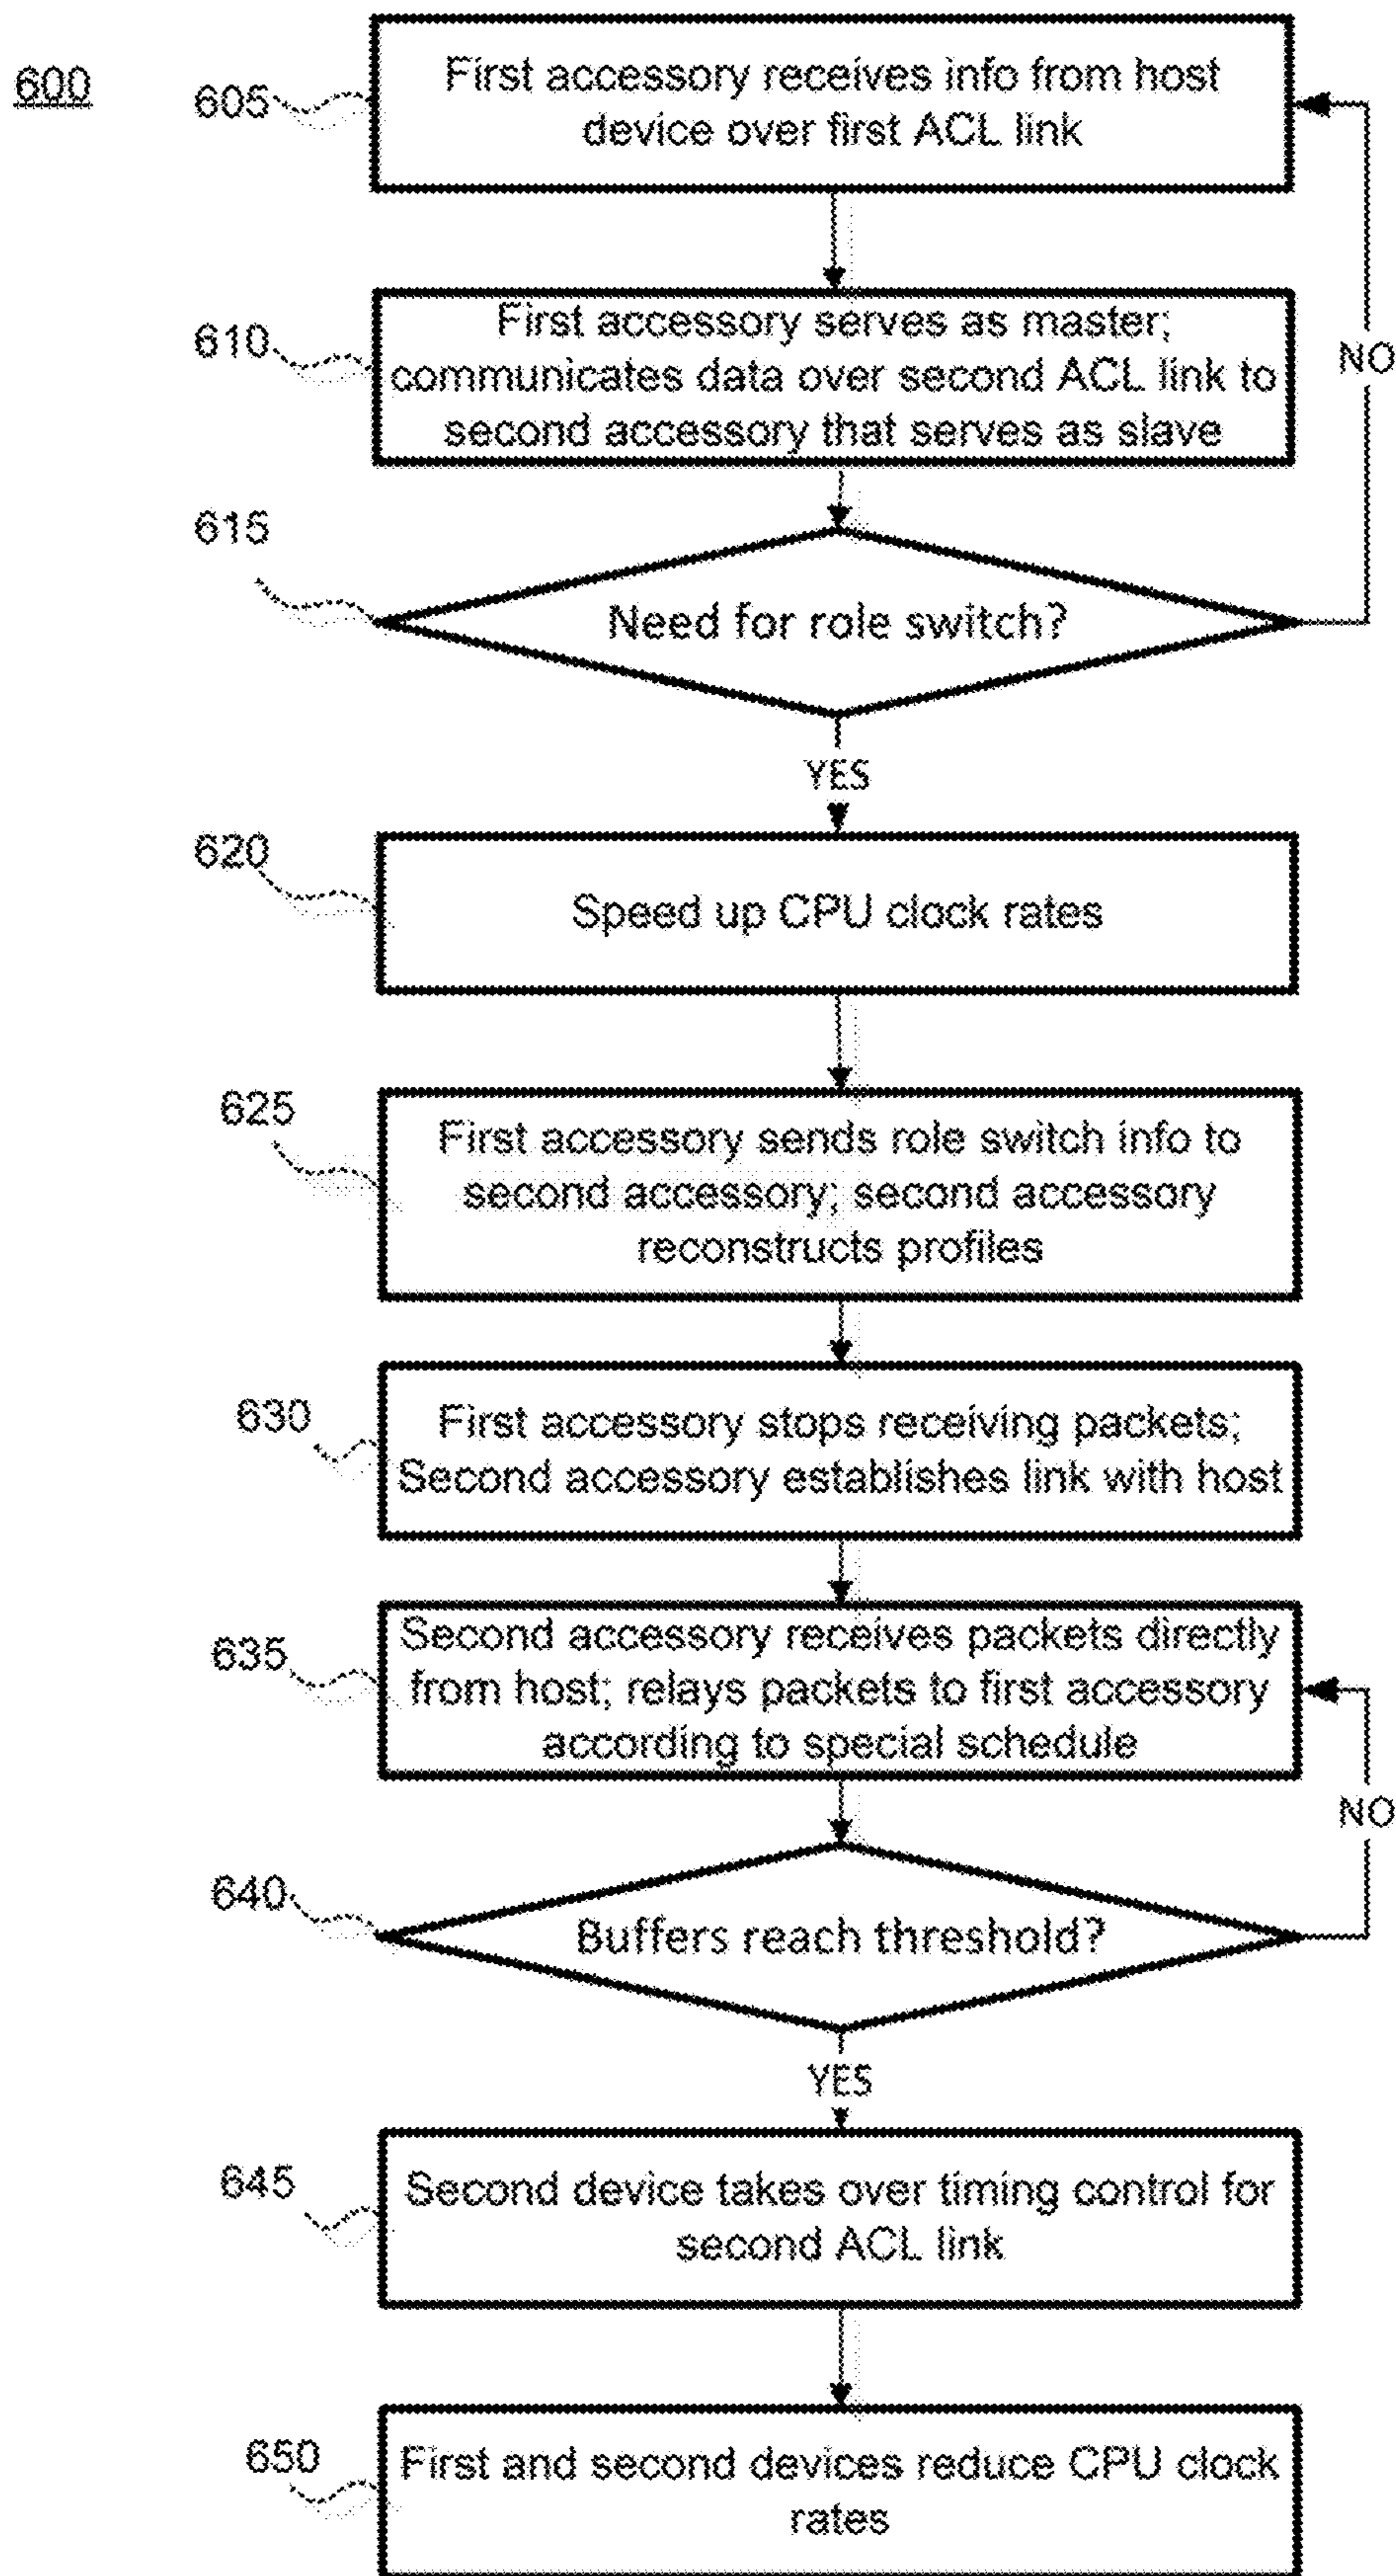 600
605
First accessory receives info from host
device over first ACL link
610
First accessory serves as master;
communicates data over second ACL link to
second accessory that serves as slave
NO
615
Need for role switch?
YES
620
Speed up CPU clock rates
625
First accessory sends role switch info to
second accessory; second accessory
reconstructs profiles
630
First accessory stops receiving packets;
Second accessory establishes link with host
635
Second accessory receives packets directly
from host; relays packets to first accessory
according to special schedule
NO
640
Buffers reach threshold?
YES
645
Second device takes over timing control for
second ACL link
650
First and second devices reduce CPU clock
rates